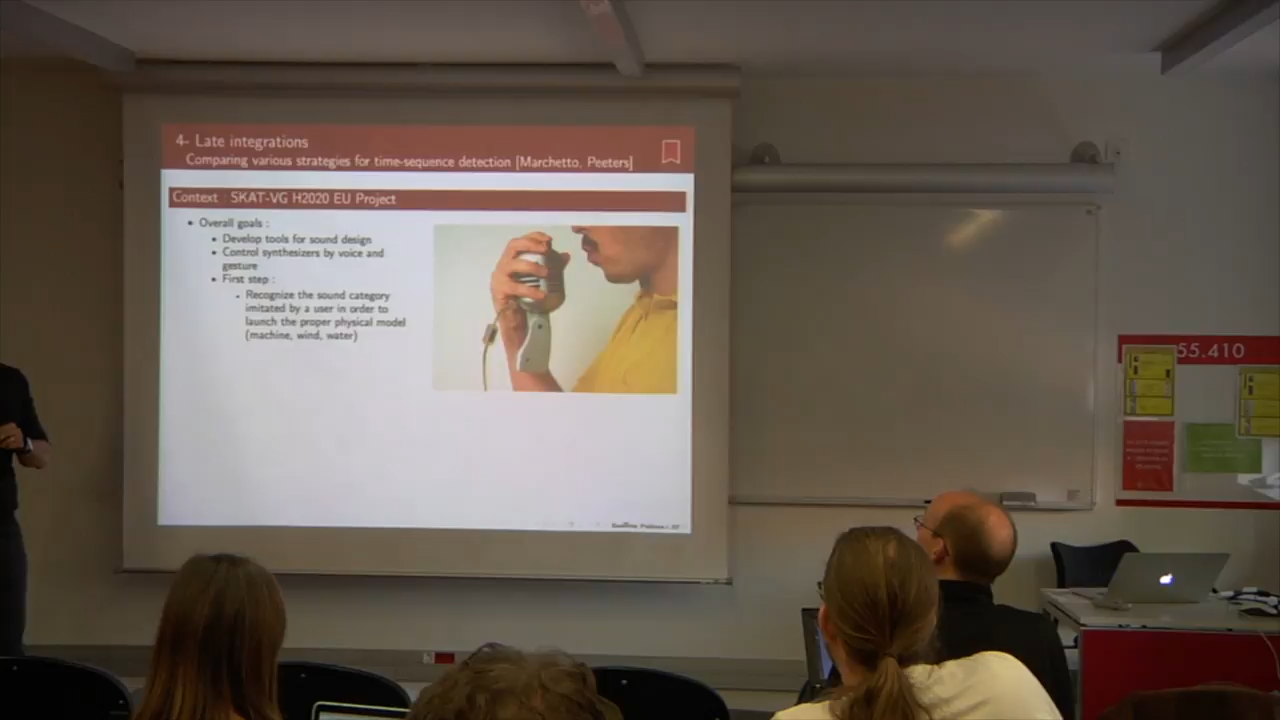 4- Late integrations
Comparing various strategies for time-sequence detection [Marchetto, Peeters]
Context SKAT-VG H2020 EU Project
• Overall goals :
• Develop tools for sound design
• Control synthesizers by voice and
gesture
• First step :
• Recognize the sound category
imitated by a user in order to
launch the proper physical model
(machine, wind, water)
55.410